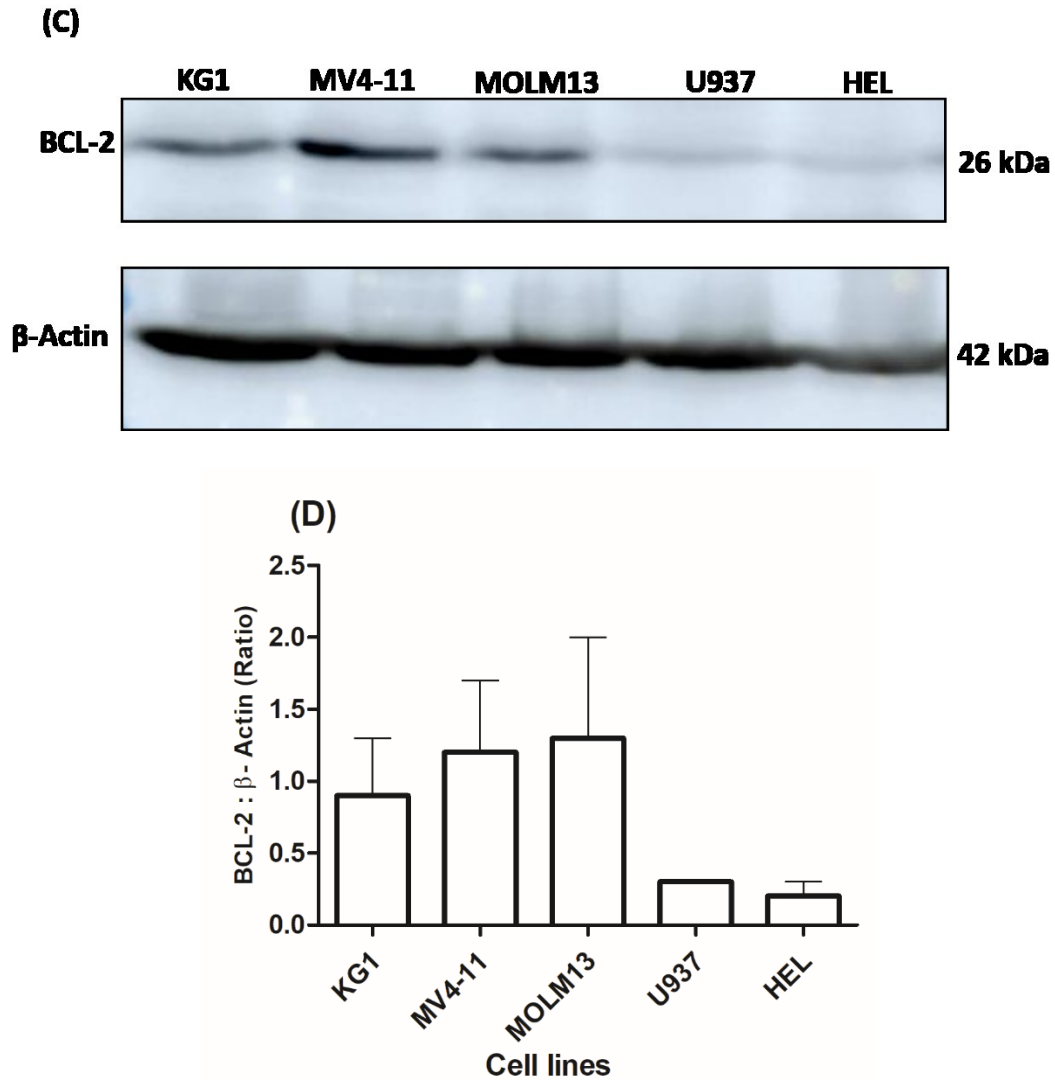 (C)
KG1 MV4-11 MOLM13 U937 HEL
BCL-2 26 kDa
β-Actin 42 kDa
(D)
BCL-2 : β- Actin (Ratio)
2.5
2.0
1.5
1.0
0.5
0.0
KG1 MV4-11 MOLM13 U937 HEL
Cell lines